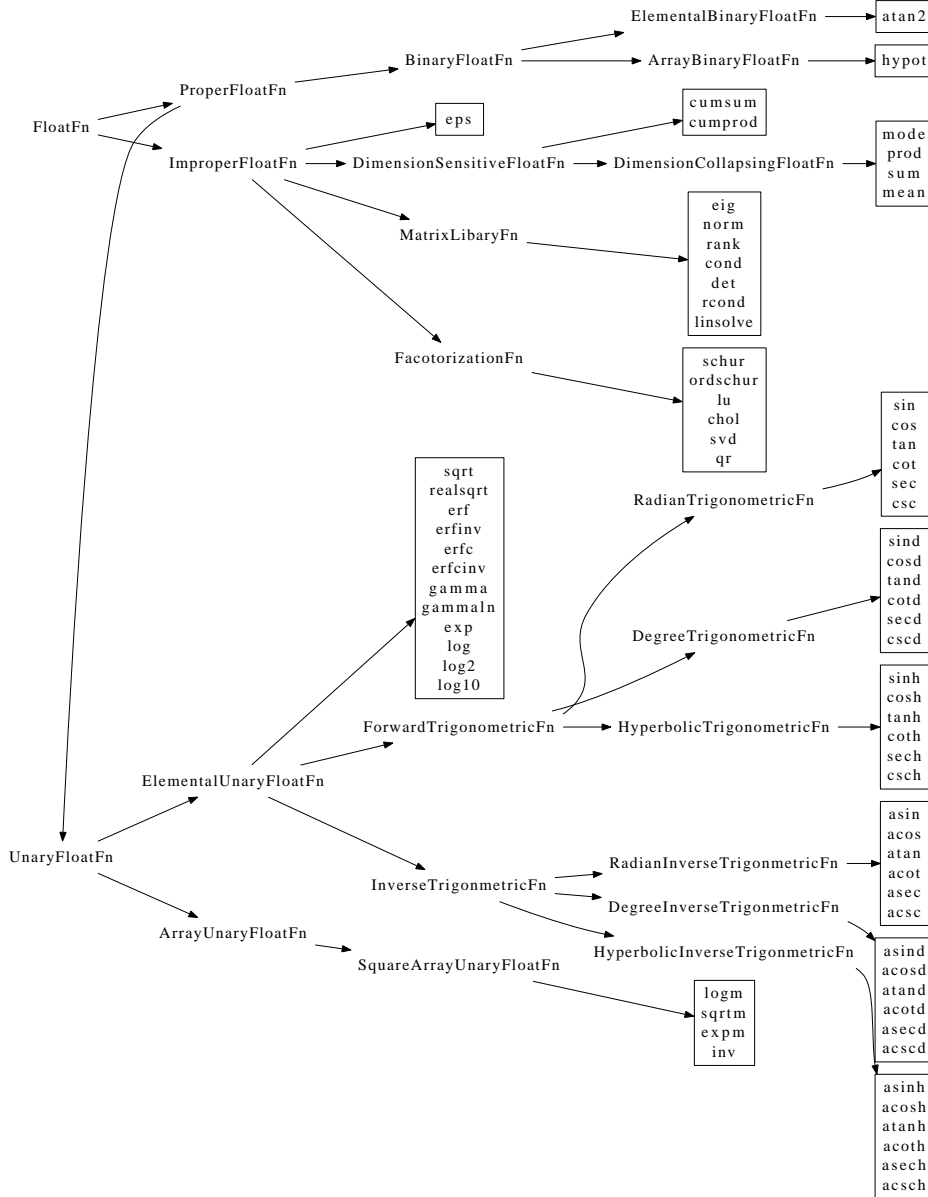 ElementalBinaryFloatFn
atan2
BinaryFloatFn
ArrayBinaryFloatFn
hypot
ProperFloatFn
FloatFn
ImproperFloatFn
eps
cumsum
cumprod
DimensionSensitiveFloatFn
DimensionCollapsingFloatFn
mode
prod
sum
mean
MatrixLibaryFn
eig
norm
rank
cond
det
rcond
linsolve
FacotorizationFn
schur
ordschur
lu
chol
svd
qr
sin
cos
tan
cot
sec
csc
RadianTrigonometricFn
sqrt
realsqrt
erf
erfinv
erfc
erfcinv
gamma
gammaln
exp
log
log2
log10
sind
cosd
tand
cotd
secd
cscd
DegreeTrigonometricFn
ForwardTrigonometricFn
HyperbolicTrigonometricFn
sinh
cosh
tanh
coth
sech
csch
ElementalUnaryFloatFn
UnaryFloatFn
InverseTrigonmetricFn
RadianInverseTrigonmetricFn
asin
acos
atan
acot
asec
acsc
DegreeInverseTrigonmetricFn
ArrayUnaryFloatFn
HyperbolicInverseTrigonmetricFn
SquareArrayUnaryFloatFn
asind
acosd
atand
acotd
asecd
acscd
logm
sqrtm
expm
inv
asinh
acosh
atanh
acoth
asech
acsch